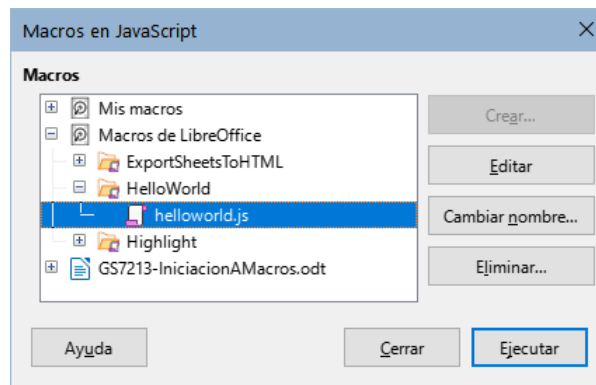 Macros en JavaScript
Macros
Mis macros
Macros de LibreOffice
ExportSheetsToHTML
HelloWorld
helloworld.js
Highlight
GS7213-IniciacionAMacros.odt
Crear...
Editar
Cambiar nombre...
Eliminar...
Ayuda
Cerrar
Ejecutar